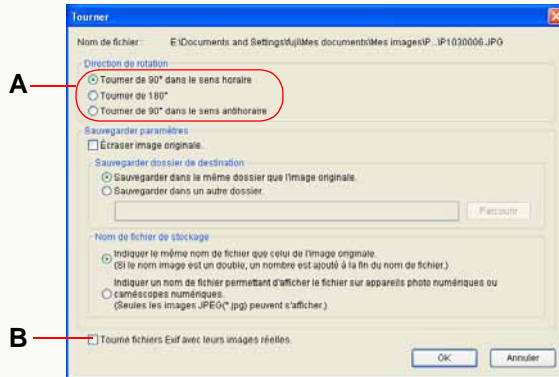 Tourner
Nom de fichier: E:\Documents and Settings\fuji\Mes documents\Mes images\P...\P1030006.JPG
Direction de rotation
A
Tourner de 90° dans le sens horaire
Tourner de 180°
Tourner de 90° dans le sens antihoraire
Sauvegarder paramètres
Écraser image originale.
Sauvegarder dossier de destination
Sauvegarder dans le même dossier que l'image originale.
Sauvegarder dans un autre dossier.
Parcourir
Nom de fichier de stockage
Indiquer le même nom de fichier que celui de l'image originale.
(Si le nom image est un double, un nombre est ajouté à la fin du nom de fichier.)
Indiquer un nom de fichier permettant d'afficher le fichier sur appareils photo numériques ou
caméscopes numériques.
(Seules les images JPEG(*.jpg) peuvent s'afficher.)
B
Tourne fichiers Exif avec leurs images réelles.
OK
Annuler